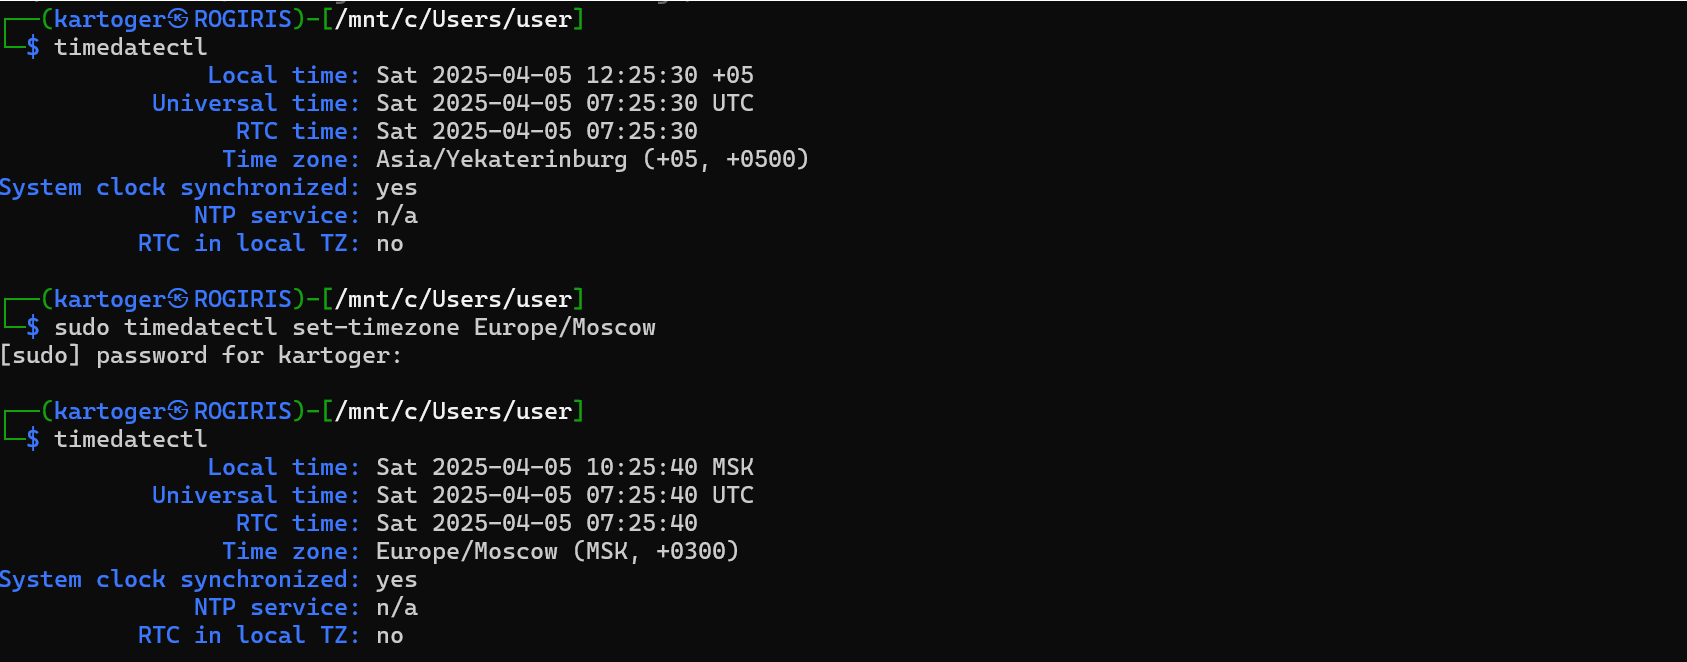 ┌──(kartoger㉿ROGIRIS)-[/mnt/c/Users/user]
└─$ timedatectl
Local time: Sat 2025-04-05 12:25:30 +05
Universal time: Sat 2025-04-05 07:25:30 UTC
RTC time: Sat 2025-04-05 07:25:30
Time zone: Asia/Yekaterinburg (+05, +0500)
System clock synchronized: yes
NTP service: n/a
RTC in local TZ: no
┌──(kartoger㉿ROGIRIS)-[/mnt/c/Users/user]
└─$ sudo timedatectl set-timezone Europe/Moscow
[sudo] password for kartoger:
┌──(kartoger㉿ROGIRIS)-[/mnt/c/Users/user]
└─$ timedatectl
Local time: Sat 2025-04-05 10:25:40 MSK
Universal time: Sat 2025-04-05 07:25:40 UTC
RTC time: Sat 2025-04-05 07:25:40
Time zone: Europe/Moscow (MSK, +0300)
System clock synchronized: yes
NTP service: n/a
RTC in local TZ: no